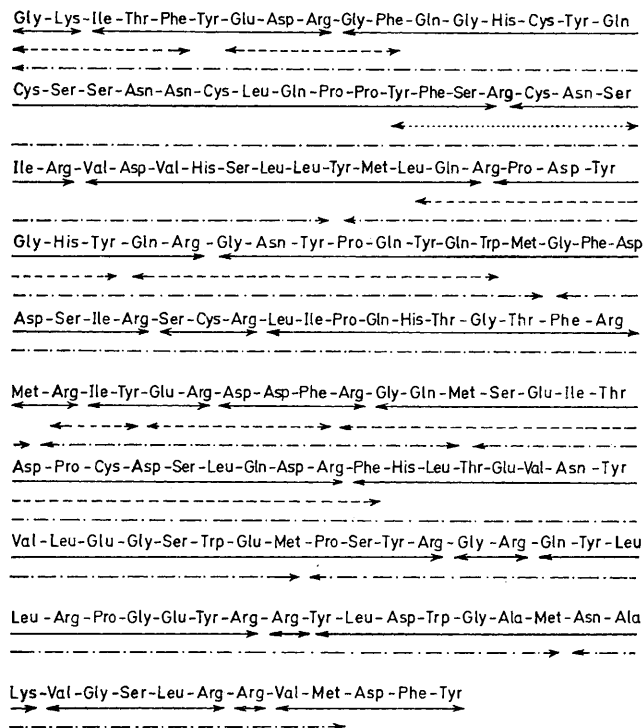 Gly-Lys-Ile-Thr-Phe-Tyr-Glu-Asp-Arg-Gly-Phe-Gln-Gly-His-Cys-Tyr-Gln
Cys-Ser-Ser-Asn-Asn-Cys-Leu-Gln-Pro-Pro-Tyr-Phe-Ser-Arg-Cys-Asn-Ser
Ile-Arg-Val-Asp-Val-His-Ser-Leu-Leu-Tyr-Met-Leu-Gln-Arg-Pro-Asp-Tyr
Gly-His-Tyr-Gln-Arg-Gly-Asn-Tyr-Pro-Gln-Tyr-Gln-Trp-Met-Gly-Phe-Asp
Asp-Ser-Ile-Arg-Ser-Cys-Arg-Leu-Ile-Pro-Gln-His-Thr-Gly-Thr-Phe-Arg
Met-Arg-Ile-Tyr-Glu-Arg-Asp-Asp-Phe-Arg-Gly-Gln-Met-Ser-Glu-Ile-Thr
Asp-Pro-Cys-Asp-Ser-Leu-Gln-Asp-Arg-Phe-His-Leu-Thr-Glu-Val-Asn-Tyr
Val-Leu-Glu-Gly-Ser-Trp-Glu-Met-Pro-Ser-Tyr-Arg-Gly-Arg-Gln-Tyr-Leu
Leu-Arg-Pro-Gly-Glu-Tyr-Arg-Arg-Tyr-Leu-Asp-Trp-Gly-Ala-Met-Asn-Ala
Lys-Val-Gly-Ser-Leu-Arg-Arg-Val-Met-Asp-Phe-Tyr